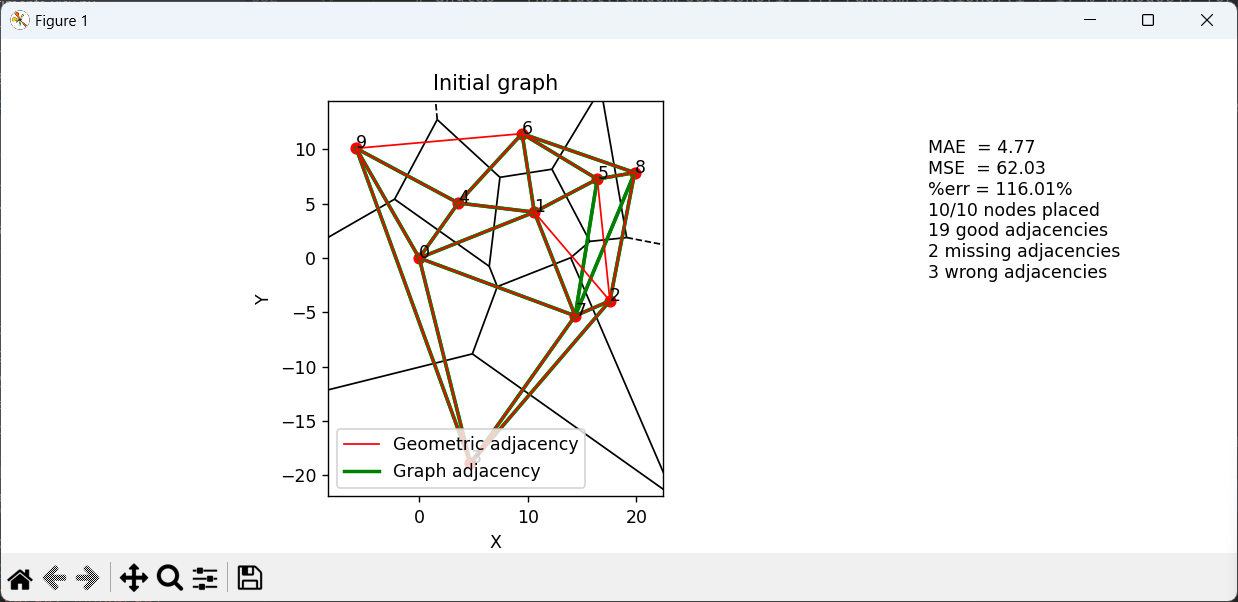 Figure 1
Initial graph
MAE  = 4.77
MSE  = 62.03
%err = 116.01%
10/10 nodes placed
19 good adjacencies
2 missing adjacencies
3 wrong adjacencies
Y
10
5
0
−5
−10
−15
−20
9
6
8
5
4
1
0
2
7
Geometric adjacency
Graph adjacency
0
10
20
X